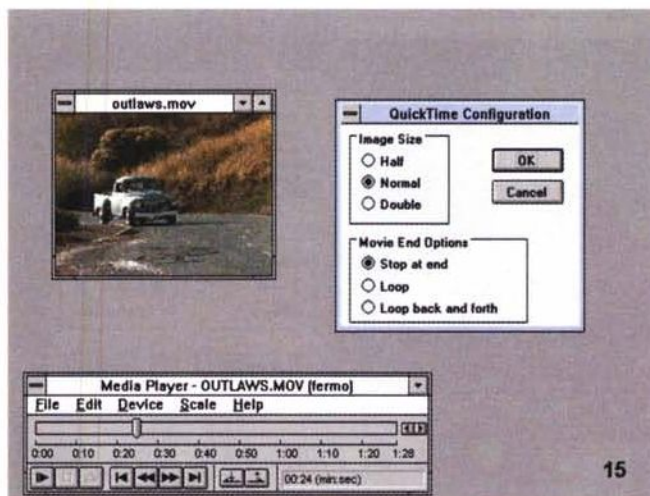 outlaws.mov
QuickTime Configuration
Image Size
Half
Normal
Double
OK
Cancel
Movie End Options
Stop at end
Loop
Loop back and forth
Media Player - OUTLAWS.MOV (fermo)
File Edit Device Scale Help
0:00 0:10 0:20 0:30 0:40 0:50 1:00 1:10 1:20 1:28
00:24 (min:sec)
15